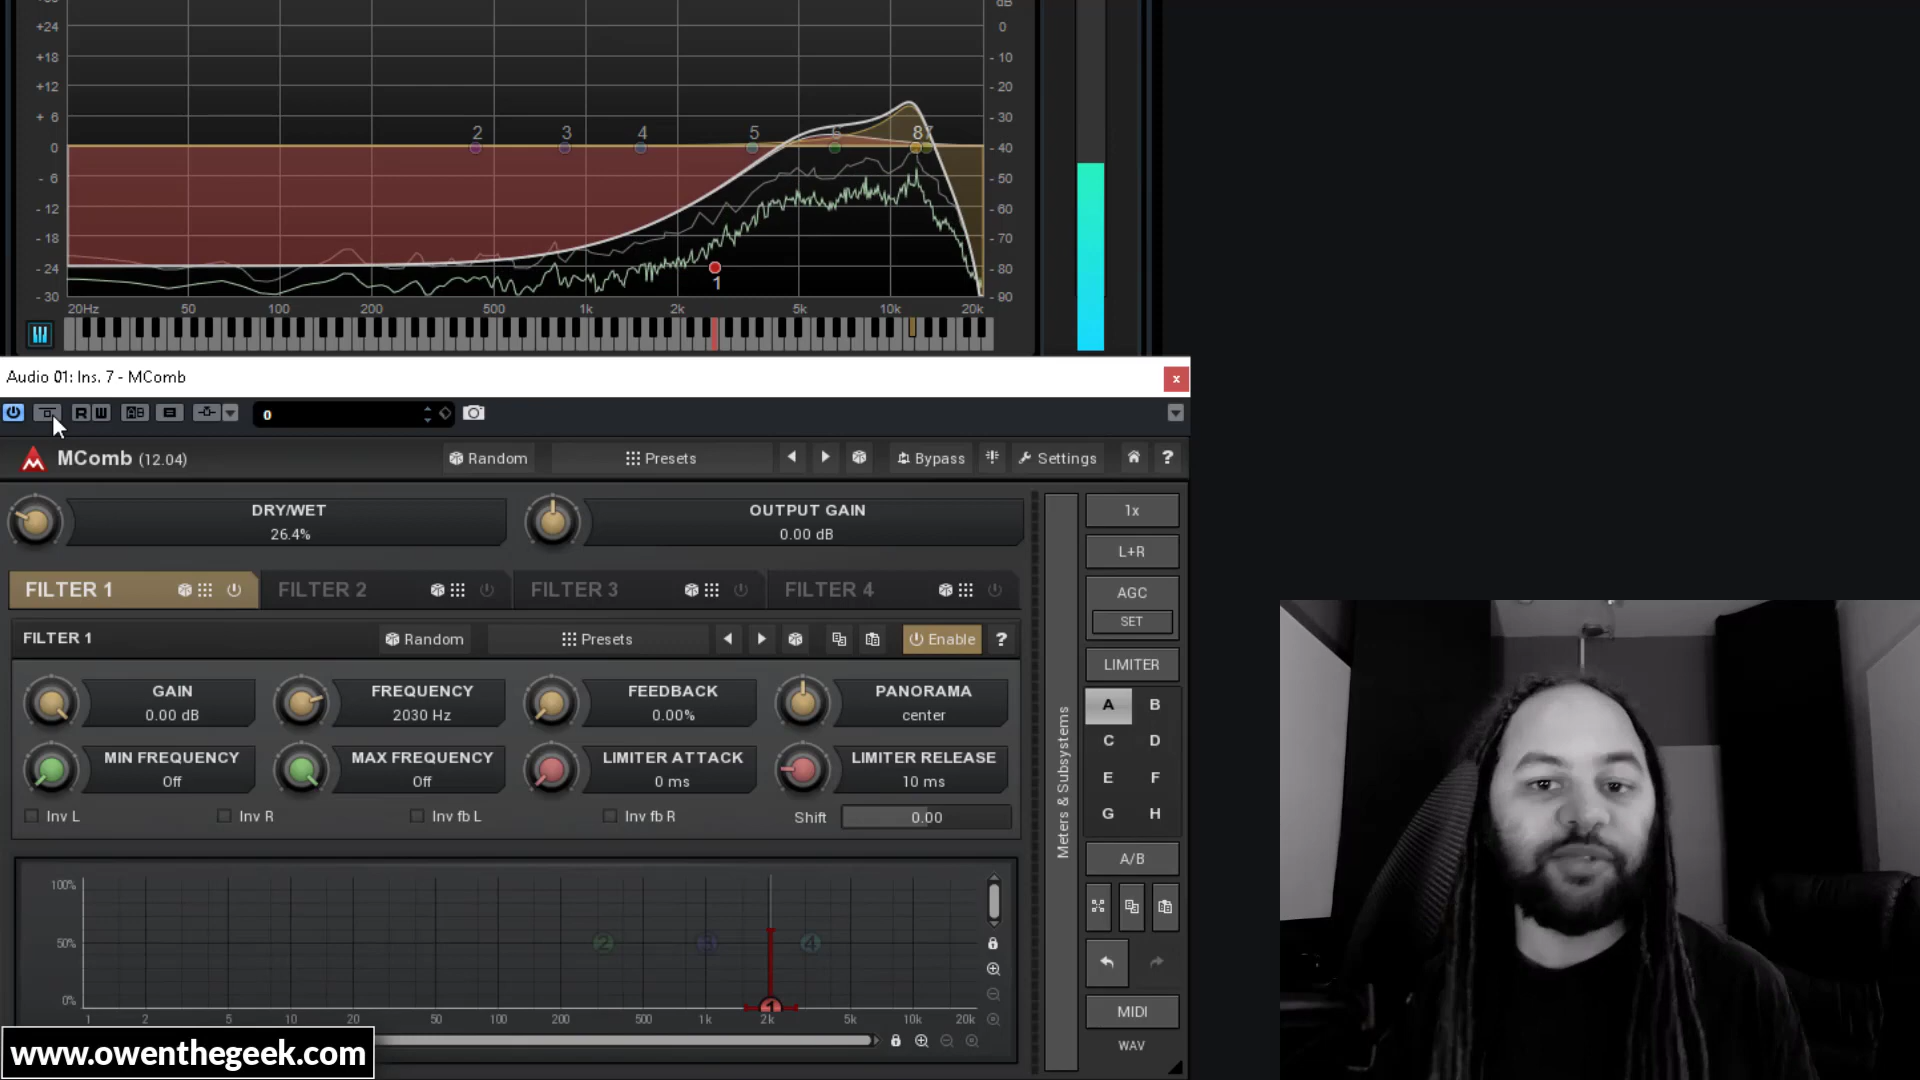 dB
+24
0
+18
- 10
+12
- 20
+ 6
- 30
2 3 4 5 6 8 7
0
- 40
- 6
- 50
- 12
- 60
- 18
- 70
- 24
- 80
1
- 30
- 90
20Hz 50 100 200 500 1k 2k 5k 10k 20k
Audio 01: Ins. 7 - MComb
x
R W
0
MComb (12.04) Random Presets Bypass Settings ?
DRY/WET
26.4%
OUTPUT GAIN
0.00 dB
1x
L+R
FILTER 1 FILTER 2 FILTER 3 FILTER 4
AGC
SET
FILTER 1 Random Presets Enable ?
LIMITER
GAIN
0.00 dB
FREQUENCY
2030 Hz
FEEDBACK
0.00%
PANORAMA
center
A B
C D
MIN FREQUENCY
Off
MAX FREQUENCY
Off
LIMITER ATTACK
0 ms
LIMITER RELEASE
10 ms
E F
G H
Inv L Inv R Inv fb L Inv fb R Shift 0.00
Meters & Subsystems
A/B
100%
50%
2 3 4
0%
1
1 2 5 10 20 50 100 200 500 1k 2k 5k 10k 20k
MIDI
WAV
www.owenthegeek.com